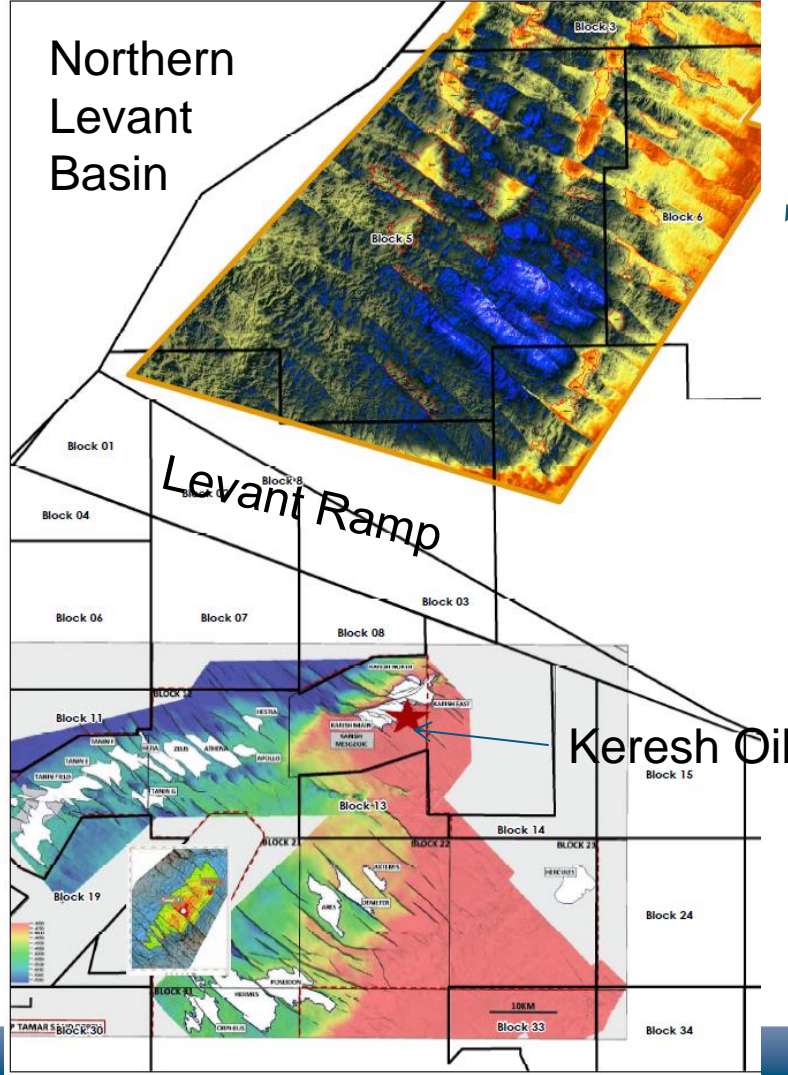 Northern
Levant
Basin
Block 3
Block 6
Block 5
Block 01
Block 8
Levant Ramp
Block 04
Block 03
Block 06
Block 07
Block 08
KARISH NORTH
BLOCK 12
KARISH EAST
Block 11
HESTIA
KARISH MAIN
TANIN F
HERA
ZEUS
ATHENA
KARISH
MESOZOIC
Keresh Oil
TANIN E
APOLLO
TANIN FIELD
Block 15
TANIN G
Block 13
Block 14
BLOCK 21
BLOCK 22
BLOCK 23
HERCULES
Block 19
ARES
DEMETER
Block 24
POSEIDON
BLOCK 31
HERMES
10KM
P TAMAR SAND
Block 30
ORPHEUS
Block 33
Block 34